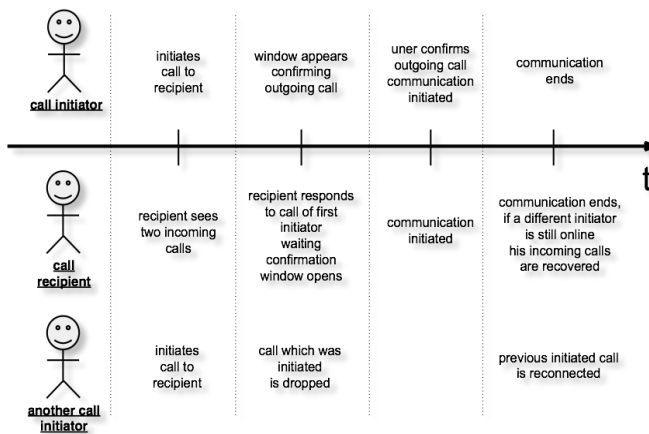 call initiator
initiates
call to
recipient
window appears
confirming
outgoing call
uner confirms
outgoing call
communication
initiated
communication
ends
t
call
recipient
recipient sees
two incoming
calls
recipient responds
to call of first
initiator
waiting
confirmation
window opens
communication
initiated
communication ends,
if a different initiator
is still online
his incoming calls
are recovered
another call
initiator
initiates
call to
recipient
call which was
initiated
is dropped
previous initiated call
is reconnected